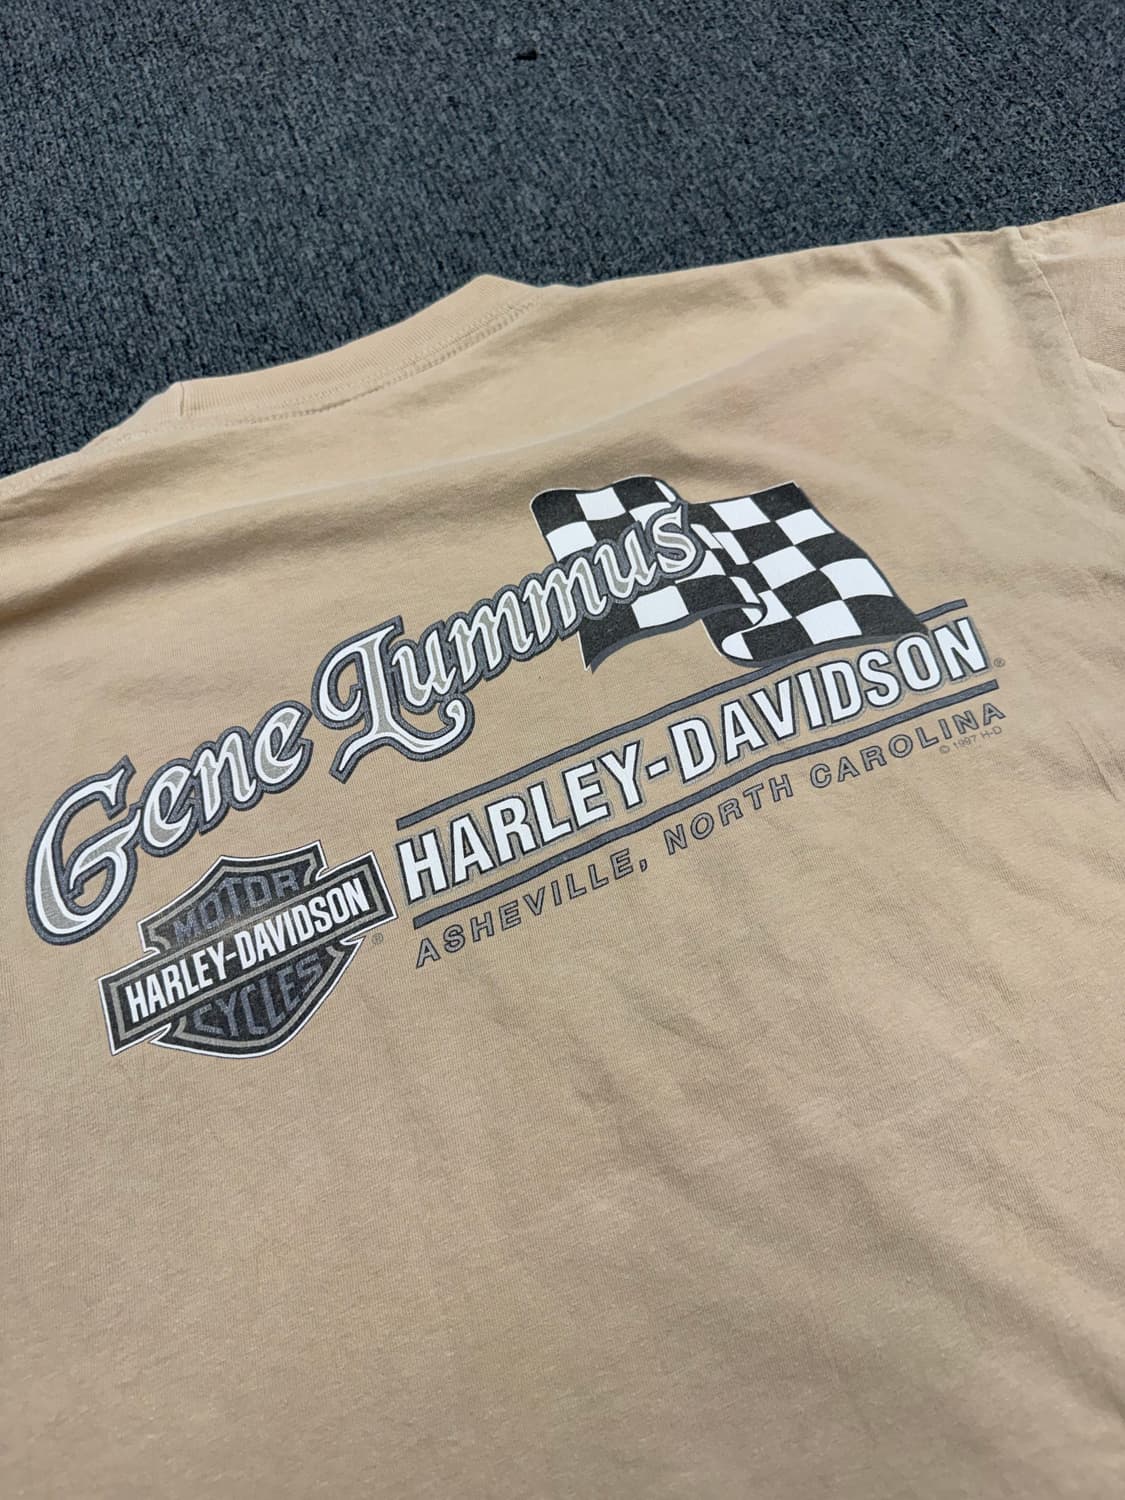 Gene Lummus
HARLEY-DAVIDSON®
ASHEVILLE, NORTH CAROLINA
© 1997 H-D
MOTOR
HARLEY-DAVIDSON
CYCLES
®